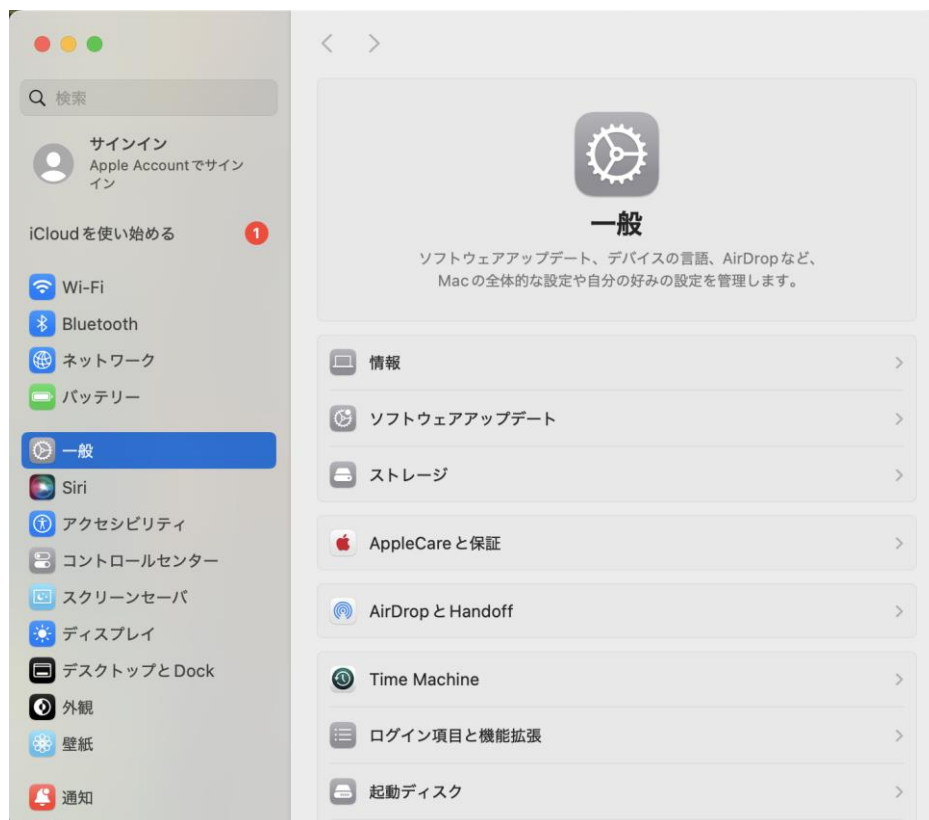 検索
サインイン
Apple Accountでサイン
イン
iCloudを使い始める
1
Wi-Fi
Bluetooth
ネットワーク
バッテリー
一般
Siri
アクセシビリティ
コントロールセンター
スクリーンセーバ
ディスプレイ
デスクトップとDock
外観
壁紙
通知
一般
ソフトウェアアップデート、デバイスの言語、AirDropなど、
Macの全体的な設定や自分の好みの設定を管理します。
情報
ソフトウェアアップデート
ストレージ
AppleCareと保証
AirDropとHandoff
Time Machine
ログイン項目と機能拡張
起動ディスク